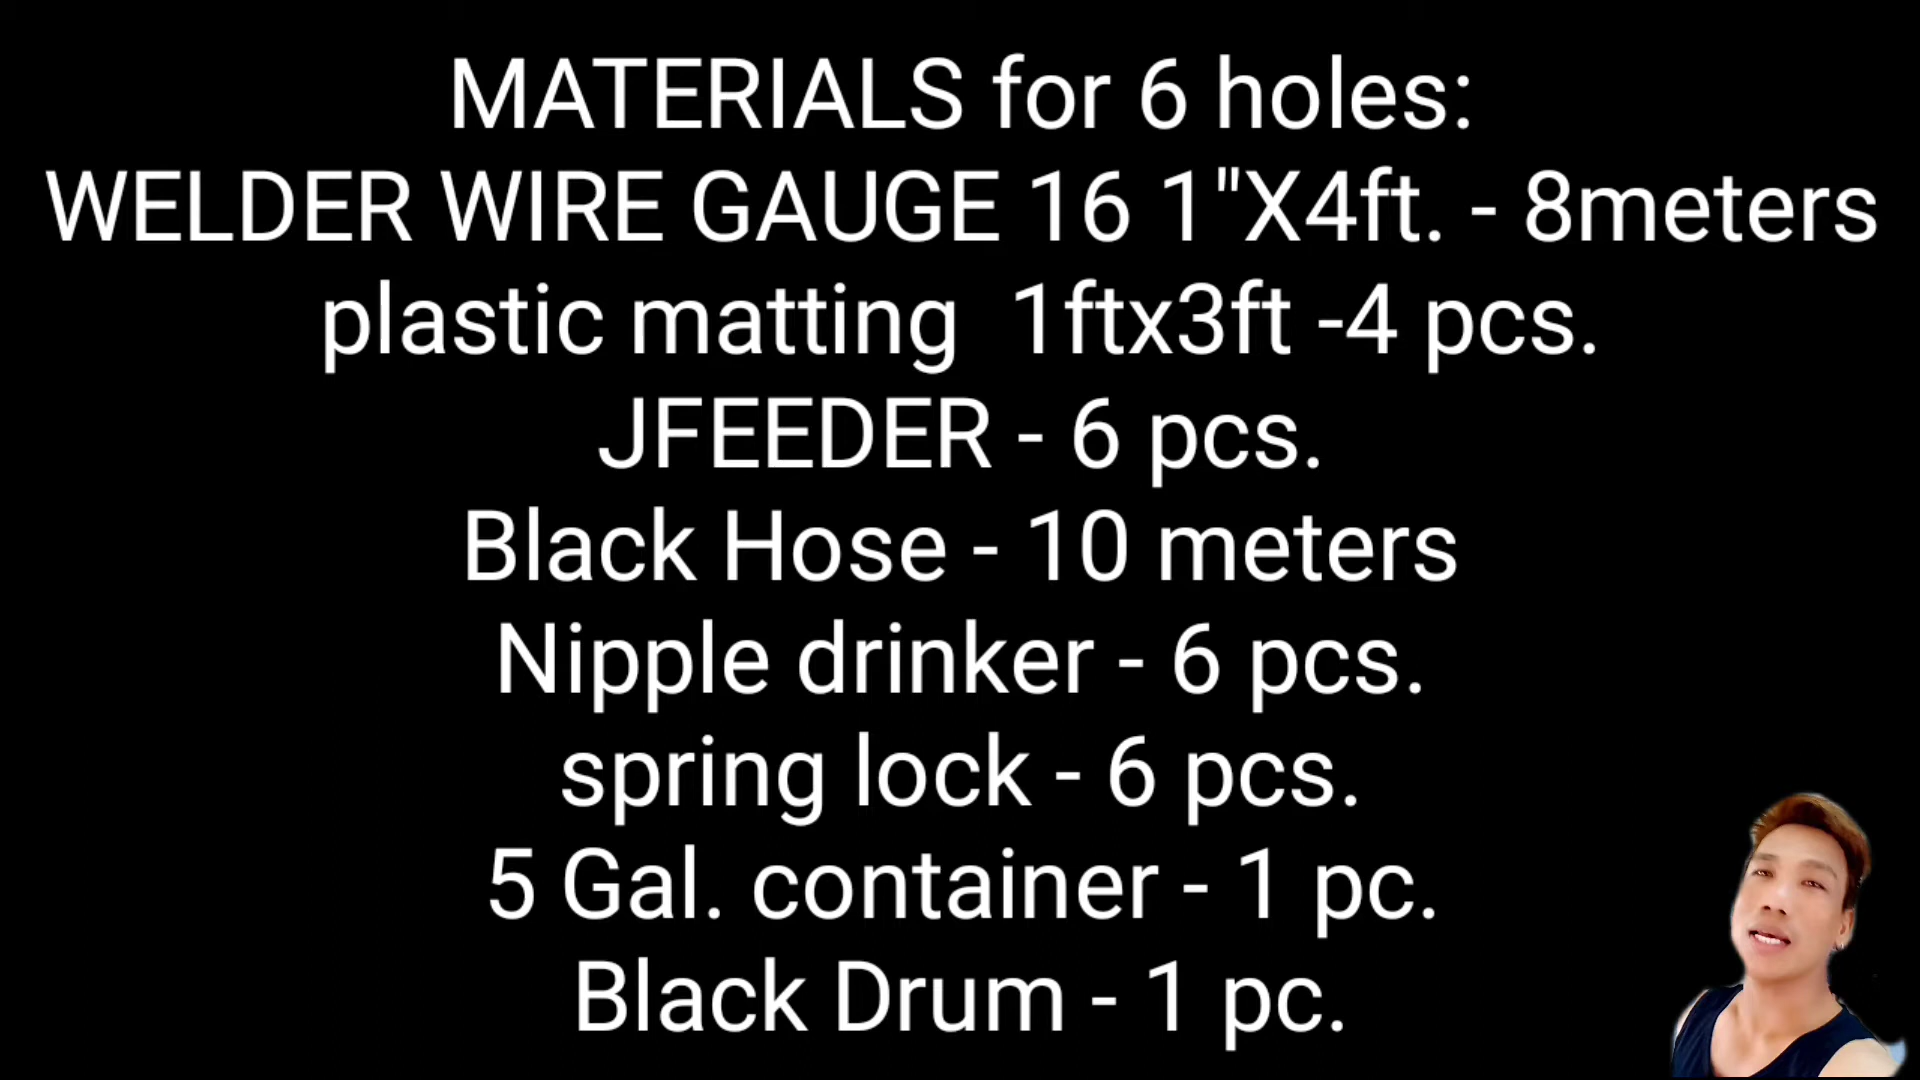 MATERIALS for 6 holes:
WELDER WIRE GAUGE 16 1"X4ft. - 8meters
plastic matting  1ftx3ft -4 pcs.
JFEEDER - 6 pcs.
Black Hose - 10 meters
Nipple drinker - 6 pcs.
spring lock - 6 pcs.
5 Gal. container - 1 pc.
Black Drum - 1 pc.